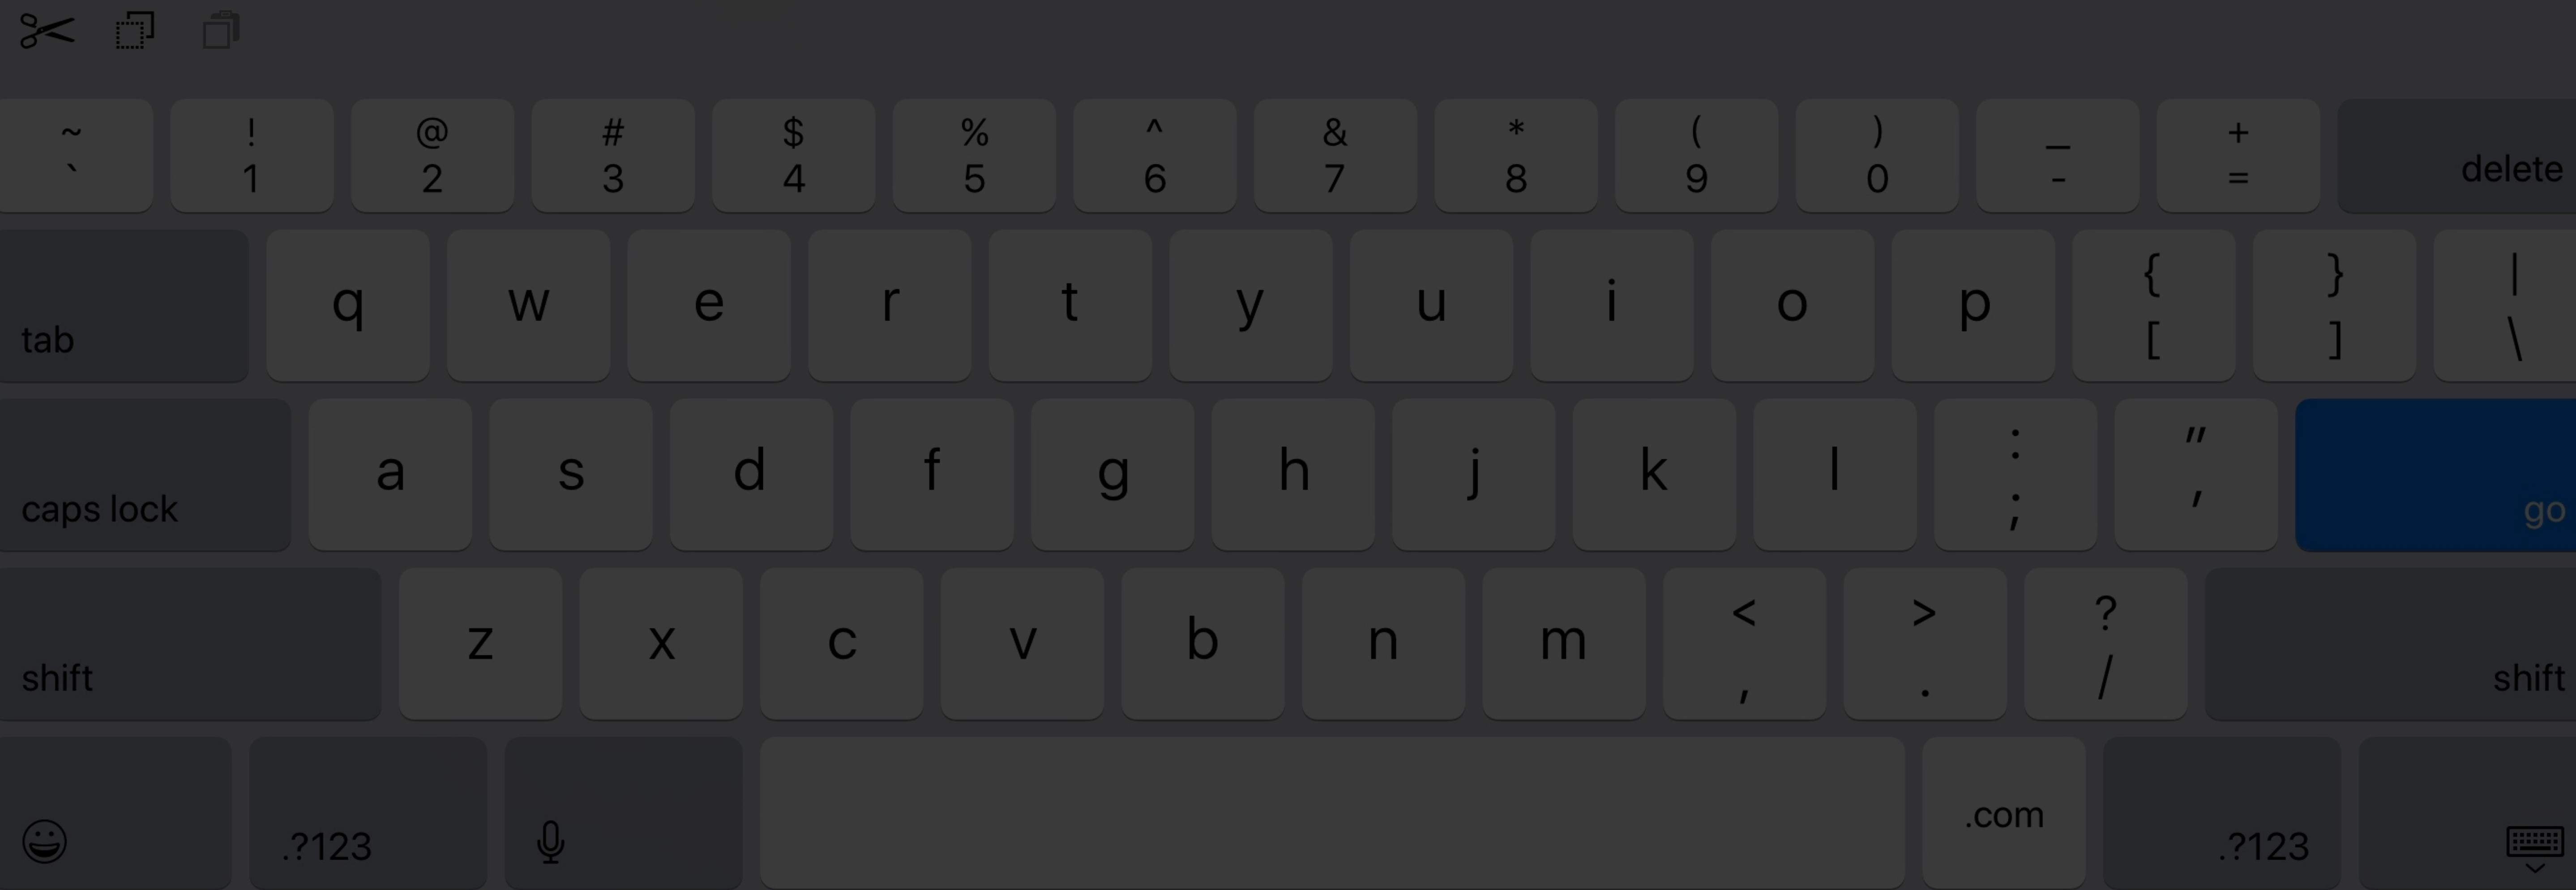 ~ ! @ # $ % ^ & * ( ) _ +
` 1 2 3 4 5 6 7 8 9 0 - = delete
tab q w e r t y u i o p { [ } ] | \
caps lock a s d f g h j k l : ; " ' go
shift z x c v b n m < , > . ? / shift
.?123 .com .?123